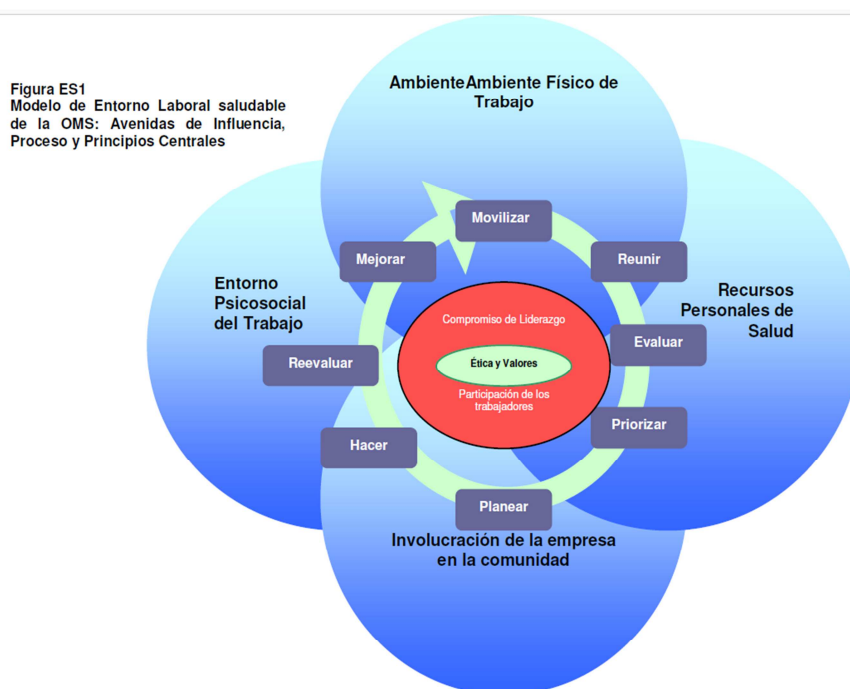 Figura ES1
Modelo de Entorno Laboral saludable
de la OMS: Avenidas de Influencia,
Proceso y Principios Centrales
AmbienteAmbiente Físico de
Trabajo
Movilizar
Mejorar
Reunir
Entorno
Psicosocial
del Trabajo
Recursos
Personales de
Salud
Compromiso de Liderazgo
Evaluar
Reevaluar
Ética y Valores
Participación de los
trabajadores
Priorizar
Hacer
Planear
Involucración de la empresa
en la comunidad